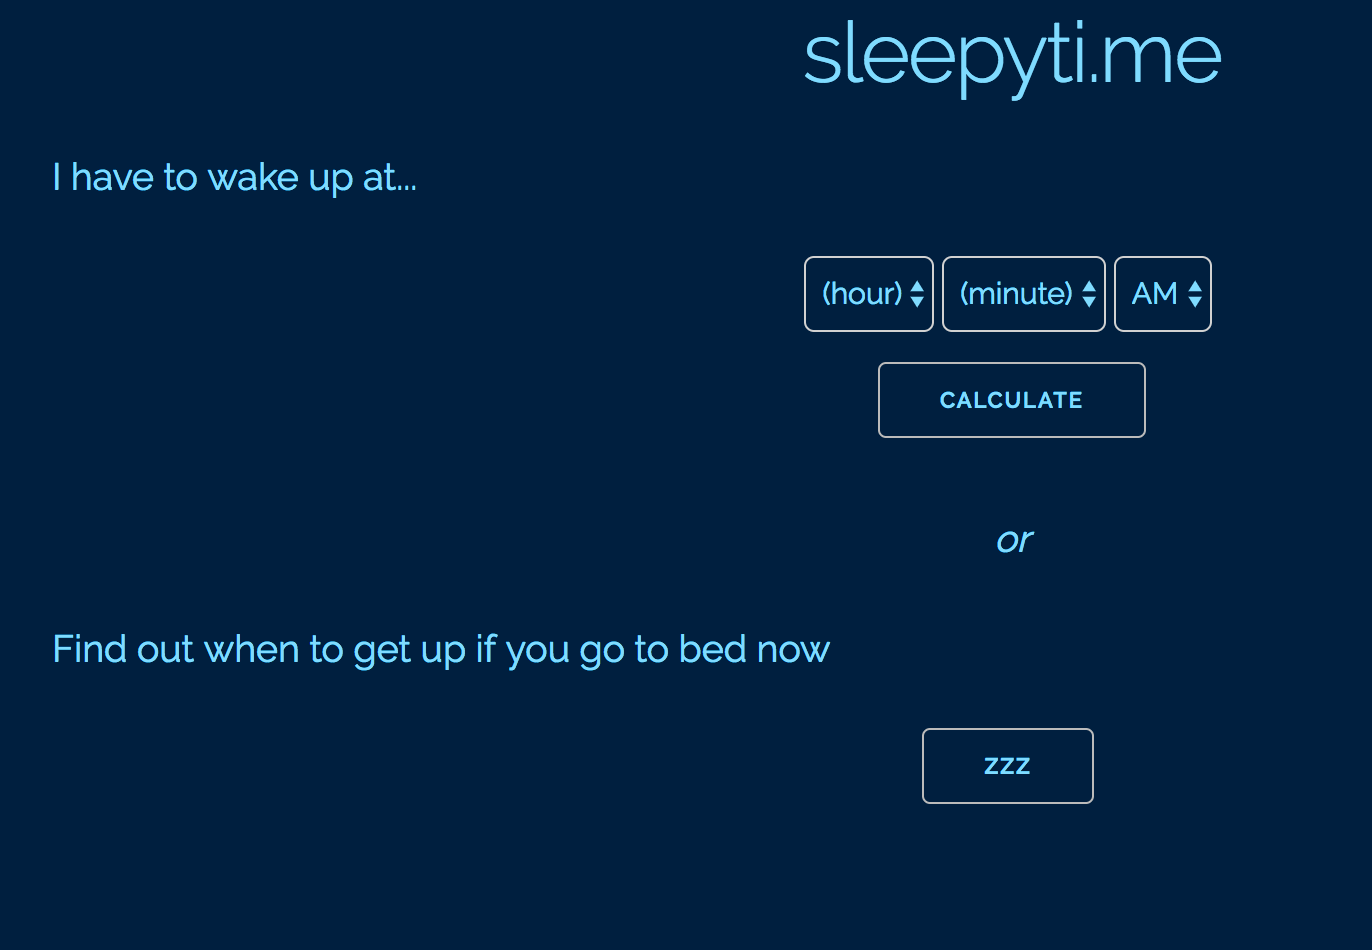 sleepyti.me
I have to wake up at...
(hour) (minute) AM
CALCULATE
or
Find out when to get up if you go to bed now
zzz